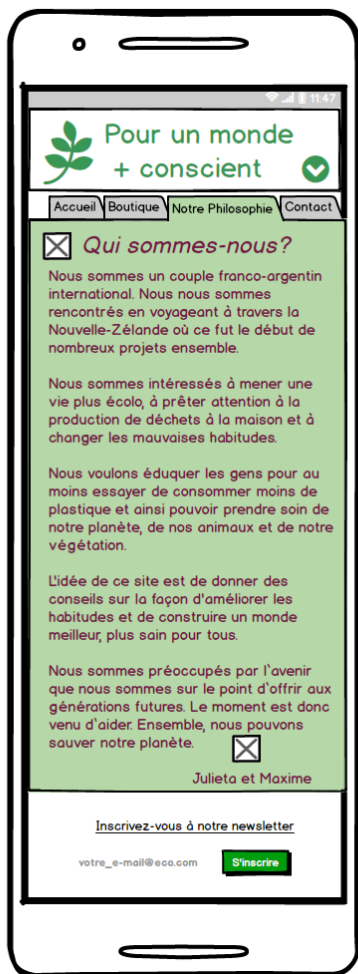 11:47
Pour un monde
+ conscient
Accueil Boutique Notre Philosophie Contact
Qui sommes-nous?
Nous sommes un couple franco-argentin
international. Nous nous sommes
rencontrés en voyageant à travers la
Nouvelle-Zélande où ce fut le début de
nombreux projets ensemble.
Nous sommes intéressés à mener une
vie plus écolo, à prêter attention à la
production de déchets à la maison et à
changer les mauvaises habitudes.
Nous voulons éduquer les gens pour au
moins essayer de consommer moins de
plastique et ainsi pouvoir prendre soin de
notre planète, de nos animaux et de notre
végétation.
L'idée de ce site est de donner des
conseils sur la façon d'améliorer les
habitudes et de construire un monde
meilleur, plus sain pour tous.
Nous sommes préoccupés par l`avenir
que nous sommes sur le point d`offrir aux
générations futures. Le moment est donc
venu d`aider. Ensemble, nous pouvons
sauver notre planète.
Julieta et Maxime
Inscrivez-vous à notre newsletter
votre_e-mail@eco.com S'inscrire